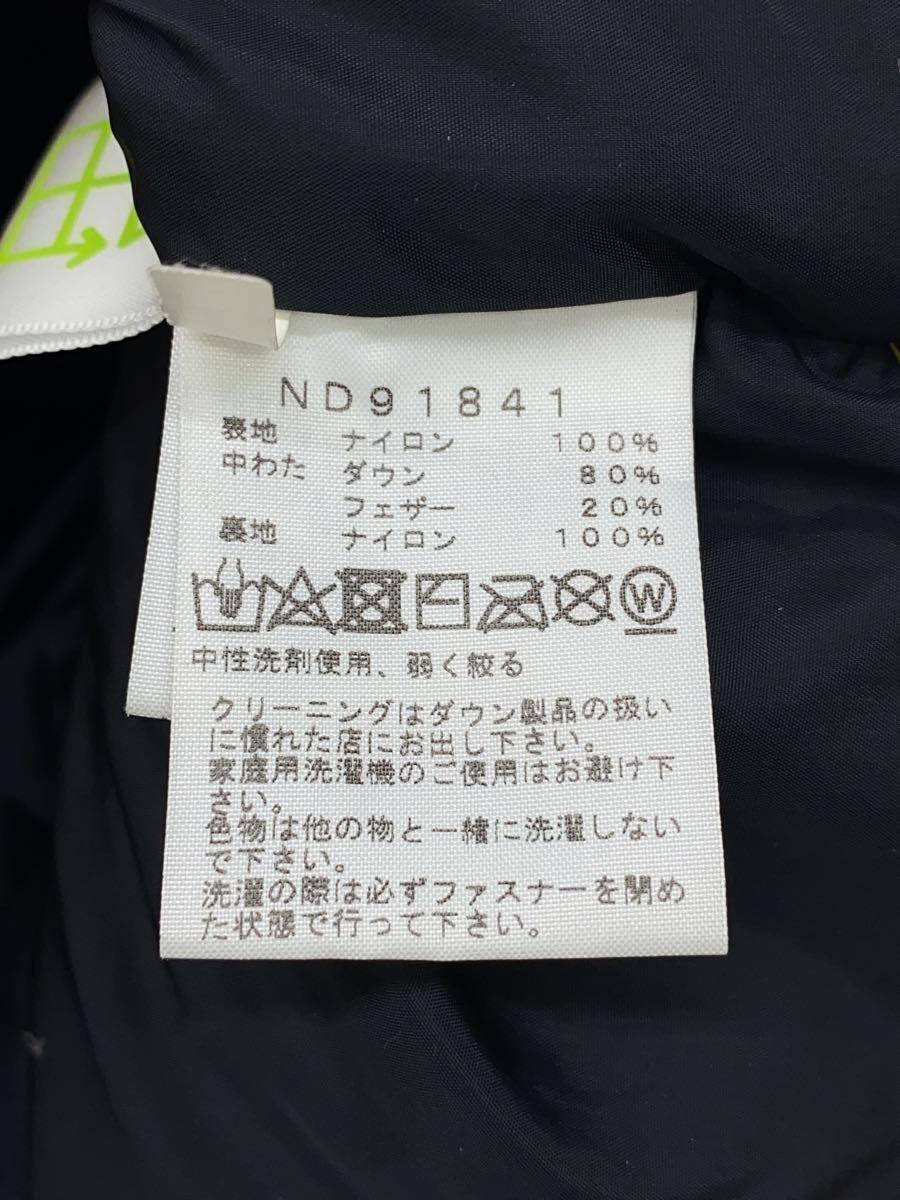 ND91841
表地 ナイロン 100%
中わた ダウン 80%
フェザー 20%
裏地 ナイロン 100%
W
中性洗剤使用、弱く絞る
クリーニングはダウン製品の扱い
に慣れた店にお出し下さい。
家庭用洗濯機のご使用はお避け下
さい。
色物は他の物と一緒に洗濯しない
で下さい。
洗濯の際は必ずファスナーを閉め
た状態で行って下さい。